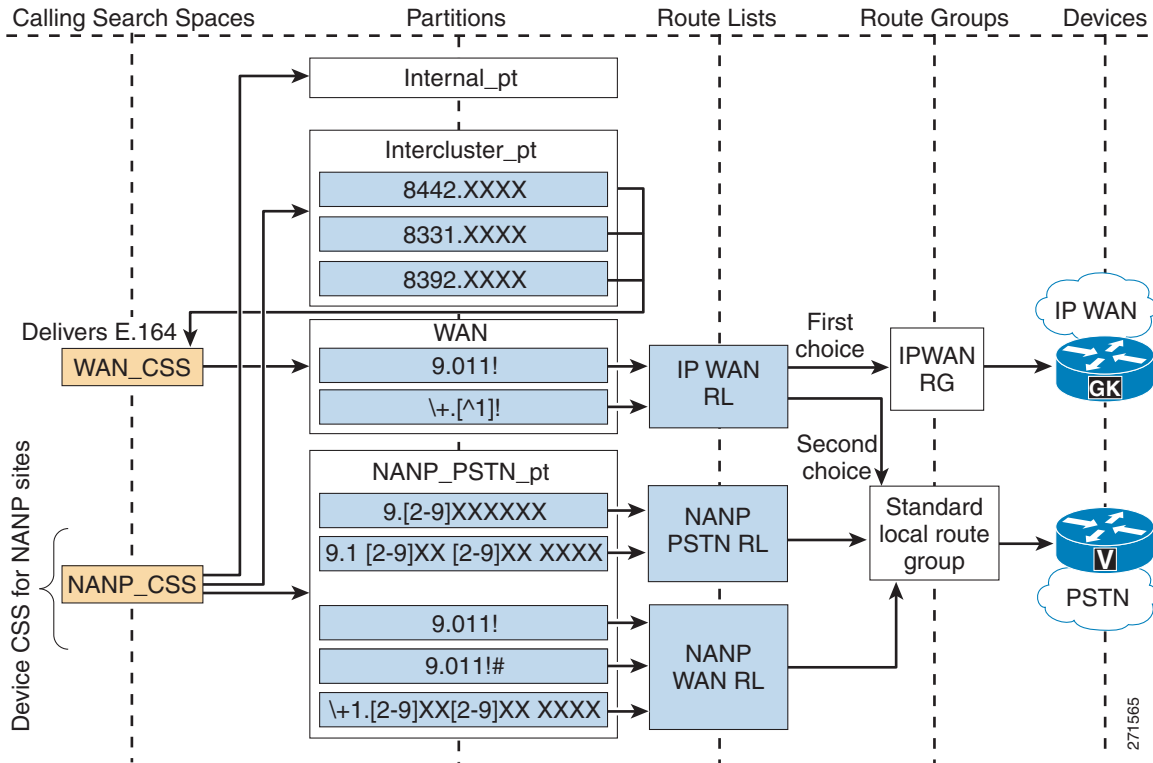 Calling Search Spaces
Partitions
Route Lists
Route Groups
Devices
Internal_pt
Intercluster_pt
8442.XXXX
8331.XXXX
8392.XXXX
Delivers E.164
WAN_CSS
WAN
9.011!
\+.[^1]!
IP WAN
RL
First
choice
Second
choice
IPWAN
RG
IP WAN
GK
Device CSS for NANP sites
NANP_CSS
NANP_PSTN_pt
9.[2-9]XXXXXX
9.1 [2-9]XX [2-9]XX XXXX
9.011!
9.011!#
\+1.[2-9]XX[2-9]XX XXXX
NANP
PSTN RL
NANP
WAN RL
Standard
local route
group
V
PSTN
271565